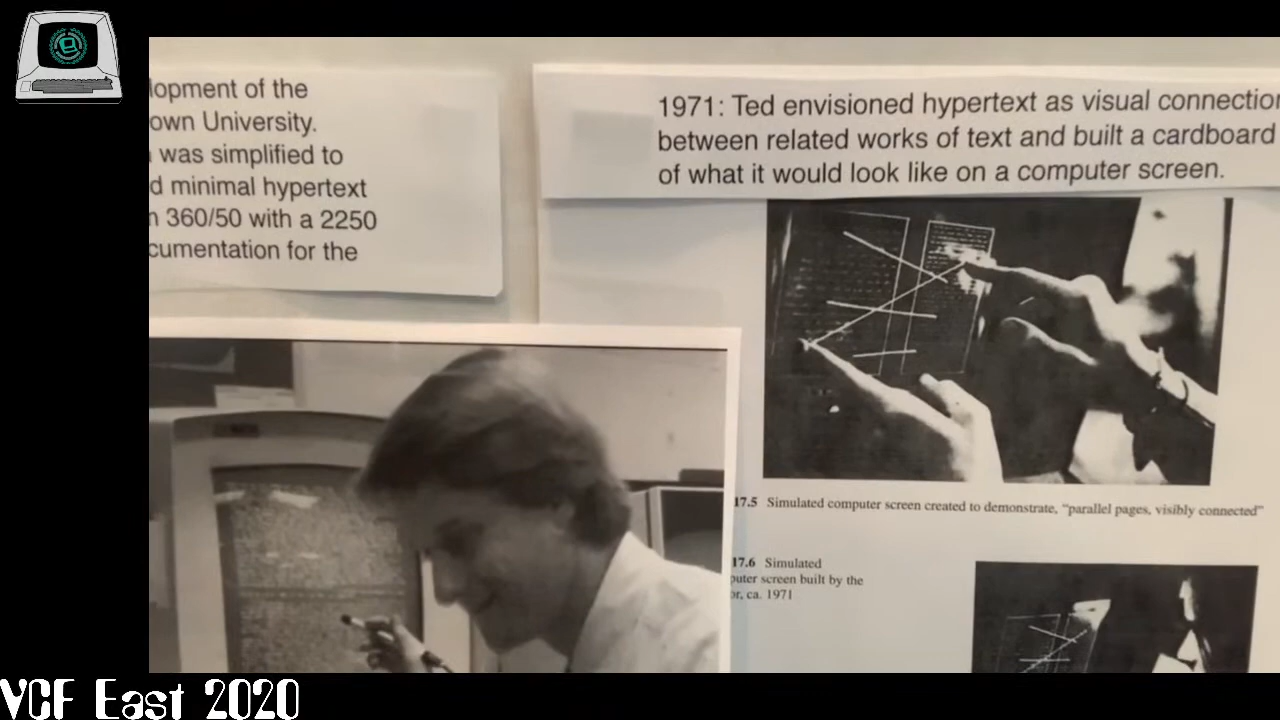 lopment of the
own University.
was simplified to
d minimal hypertext
360/50 with a 2250
cumentation for the
1971: Ted envisioned hypertext as visual connection
between related works of text and built a cardboard
of what it would look like on a computer screen.
17.5 Simulated computer screen created to demonstrate, “parallel pages, visibly connected”
17.6 Simulated
puter screen built by the
or, ca. 1971
VCF East 2020